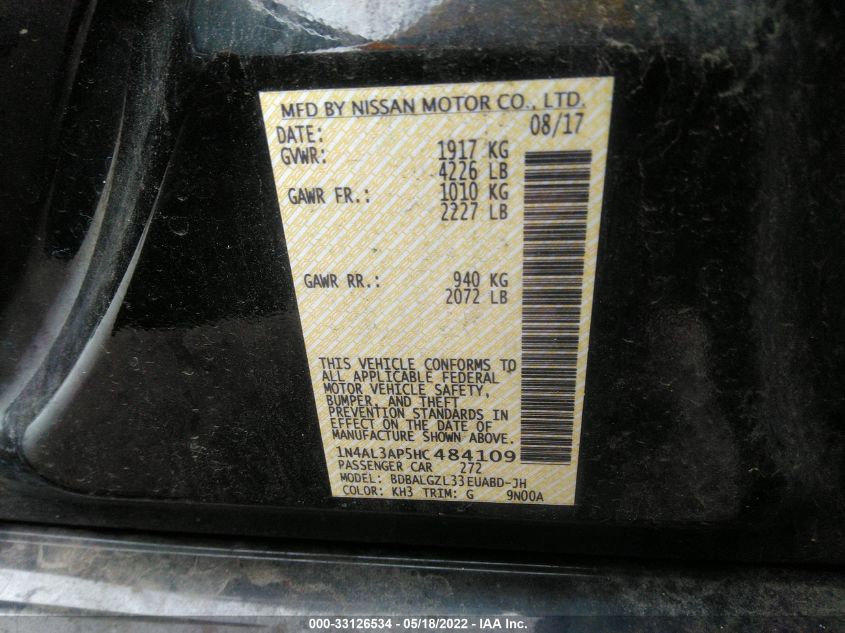 MFD BY NISSAN MOTOR CO., LTD.
DATE: 08/17
GVWR: 1917 KG
4226 LB
GAWR FR.: 1010 KG
2227 LB
GAWR RR.: 940 KG
2072 LB
THIS VEHICLE CONFORMS TO
ALL APPLICABLE FEDERAL
MOTOR VEHICLE SAFETY,
BUMPER, AND THEFT
PREVENTION STANDARDS IN
EFFECT ON THE DATE OF
MANUFACTURE SHOWN ABOVE.
1N4AL3AP5HC484109
PASSENGER CAR 272
MODEL: BDBALGZL33EUABD-JH
COLOR: KH3 TRIM: G 9N00A
000-33126534 - 05/18/2022 - IAA Inc.